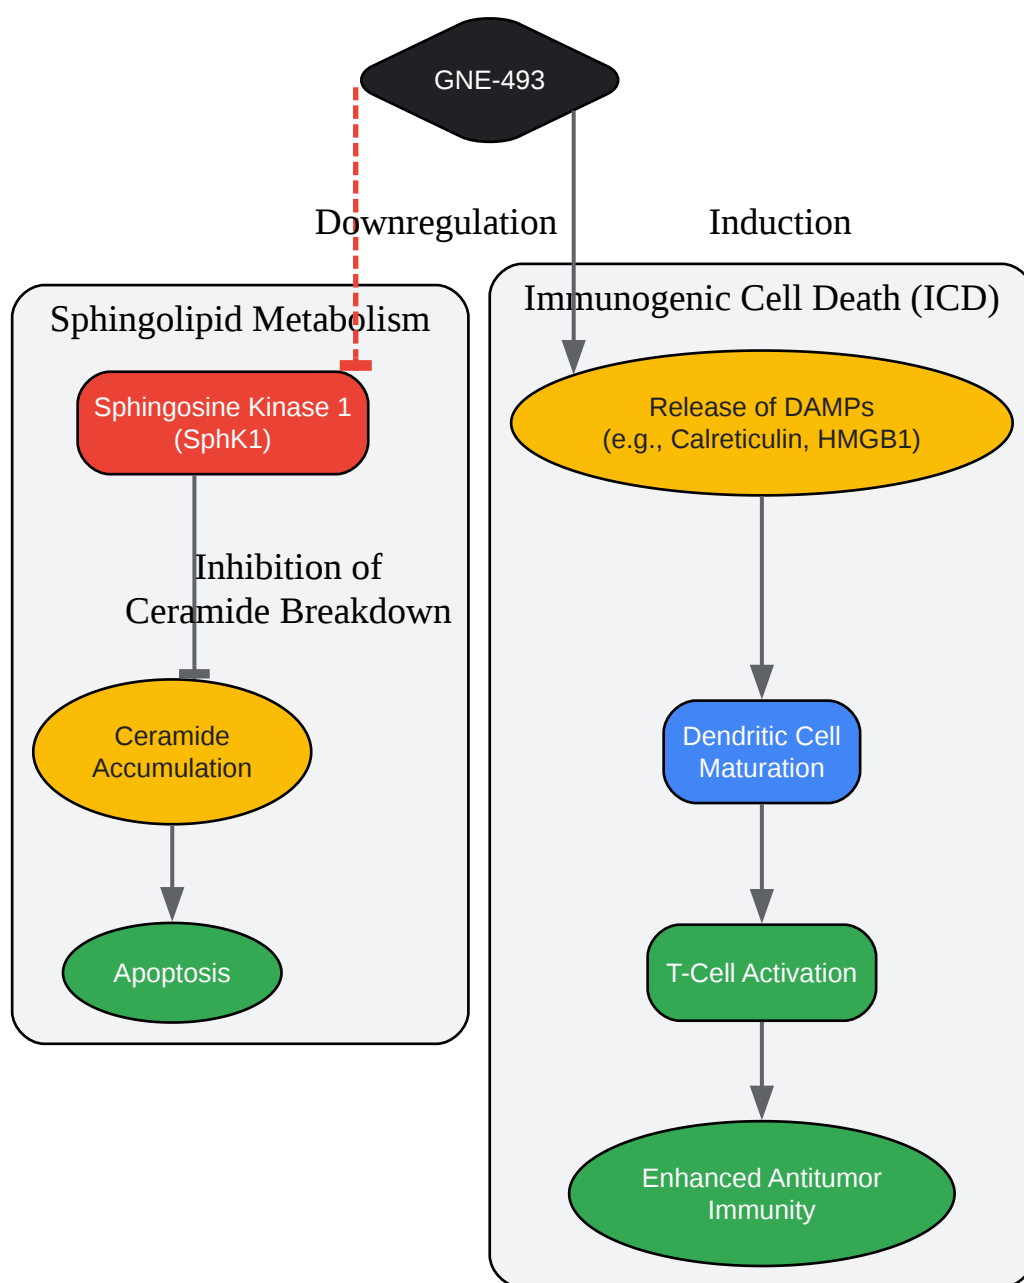 GNE-493
Downregulation
Induction
Sphingolipid Metabolism
Sphingosine Kinase 1
(SphK1)
Inhibition of
Ceramide Breakdown
Ceramide
Accumulation
Apoptosis
Immunogenic Cell Death (ICD)
Release of DAMPs
(e.g., Calreticulin, HMGB1)
Dendritic Cell
Maturation
T-Cell Activation
Enhanced Antitumor
Immunity